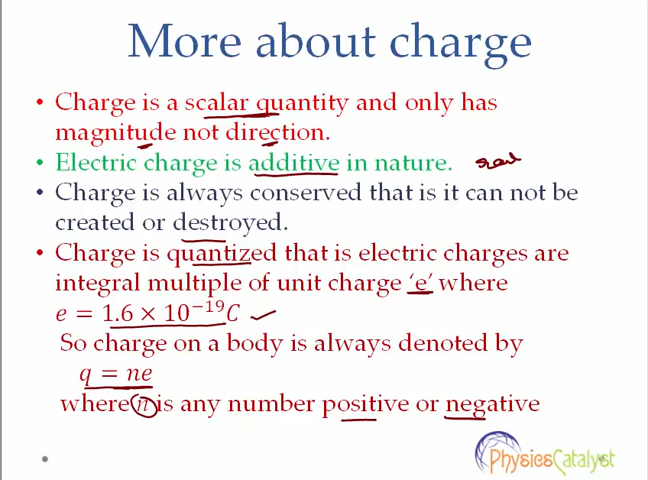 More about charge
• Charge is a scalar quantity and only has
magnitude not direction.
• Electric charge is additive in nature.
• Charge is always conserved that is it can not be
created or destroyed.
• Charge is quantized that is electric charges are
integral multiple of unit charge ‘e’ where
e = 1.6 × 10⁻¹⁹C
So charge on a body is always denoted by
q = ne
where n is any number positive or negative
PhysicsCatalyst